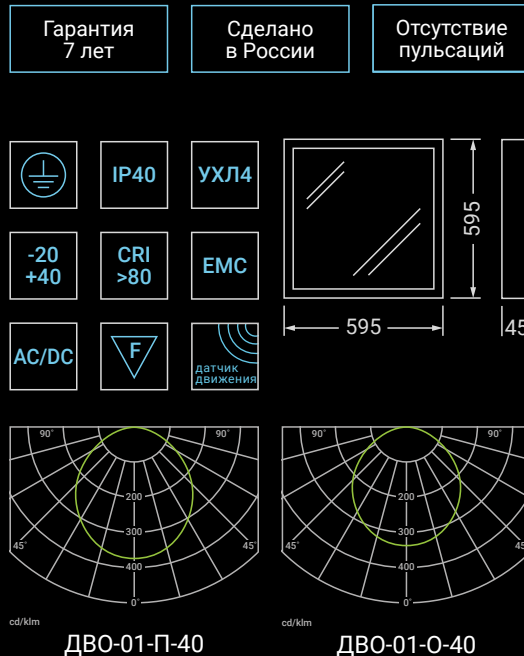 Гарантия
7 лет
Сделано
в России
Отсутствие
пульсаций
IP40
УХЛ4
-20
+40
CRI
>80
EMC
AC/DC
F
датчик
движения
595
595
45
90°
90°
200
300
400
45°
45°
0°
cd/klm
ДВО-01-П-40
90°
90°
200
300
400
45°
45°
0°
cd/klm
ДВО-01-О-40